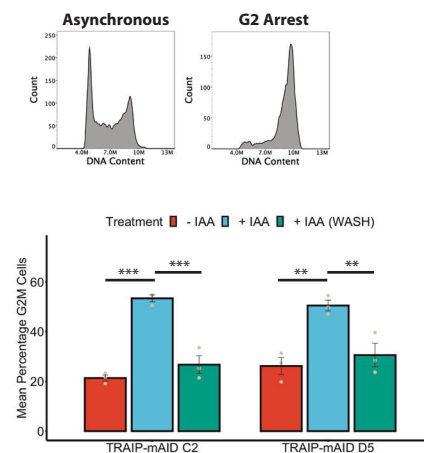 Asynchronous
G2 Arrest
250
200
150
100
50
0
Count
4.0M 7.0M 10M 13M
DNA Content
150
100
50
0
Count
4.0M 7.0M 10M 13M
DNA Content
Treatment - IAA + IAA + IAA (WASH)
*** *** ** **
60
40
20
0
Mean Percentage G2M Cells
TRAIP-mAID C2 TRAIP-mAID D5